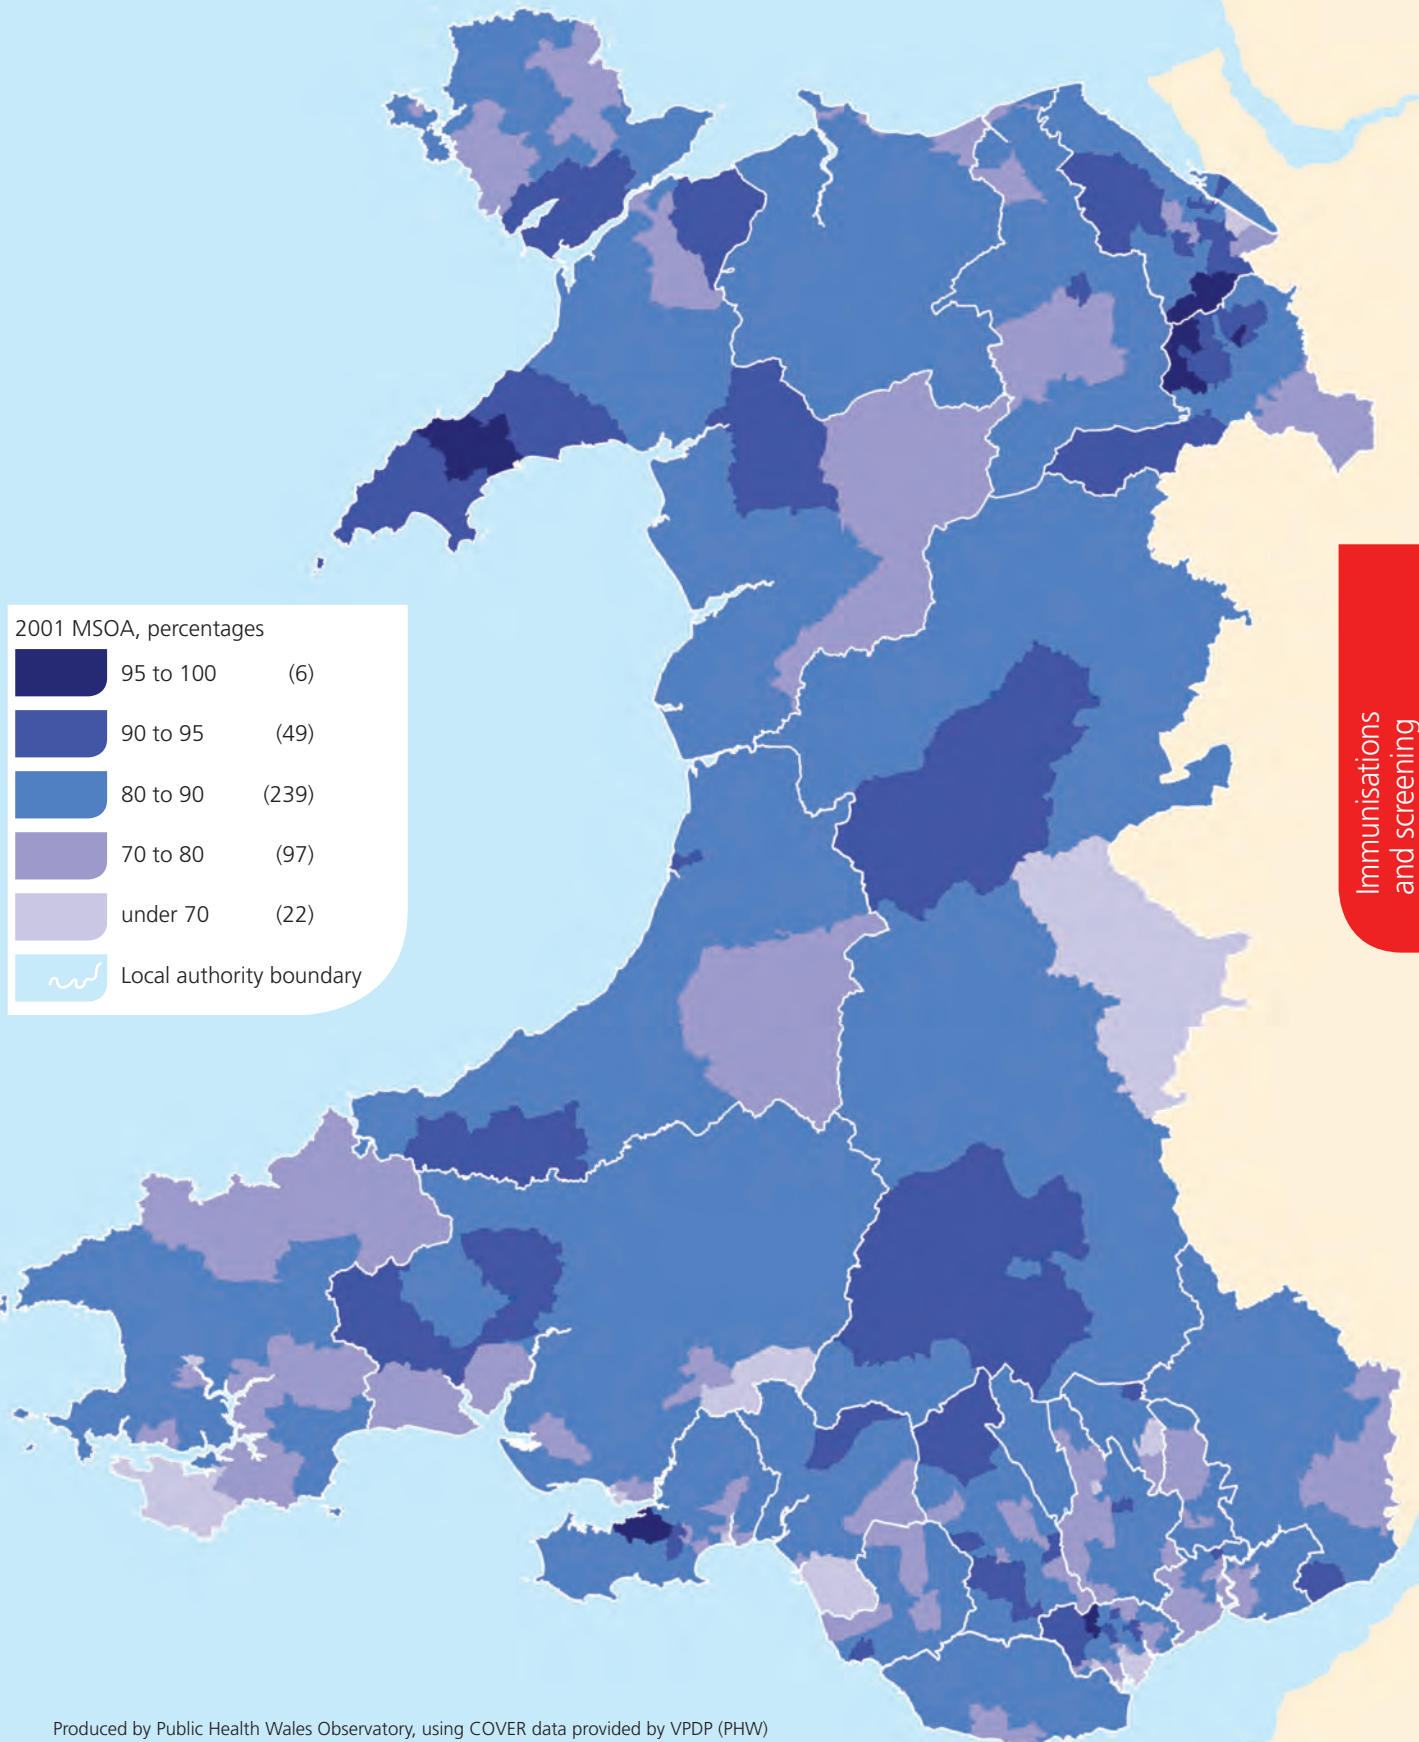 2001 MSOA, percentages
95 to 100 (6)
90 to 95 (49)
80 to 90 (239)
70 to 80 (97)
under 70 (22)
Local authority boundary
Immunisations
and screening
Produced by Public Health Wales Observatory, using COVER data provided by VPDP (PHW)